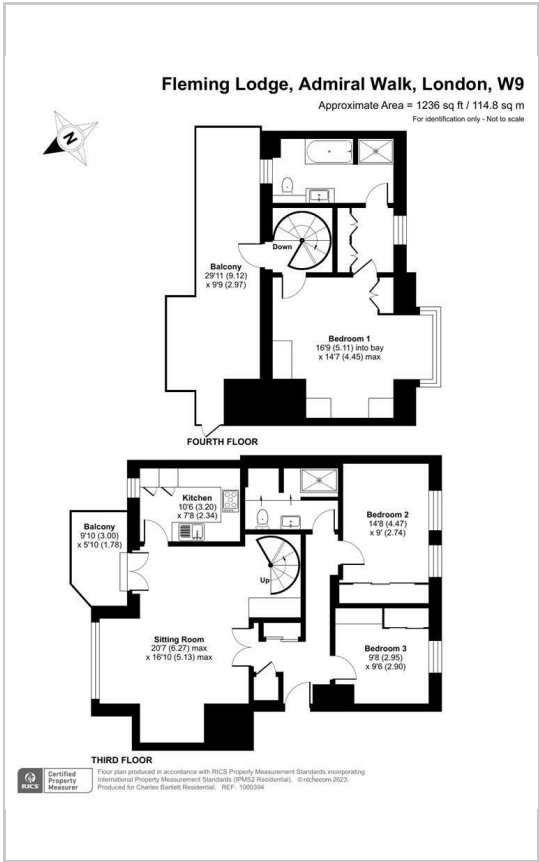 Fleming Lodge, Admiral Walk, London, W9
Approximate Area = 1236 sq ft / 114.8 sq m
For identification only - Not to scale
N
Down
Balcony
29'11 (9.12)
x 9'9 (2.97)
Bedroom 1
16'9 (5.11) into bay
x 14'7 (4.45) max
FOURTH FLOOR
Kitchen
10'6 (3.20)
x 7'8 (2.34)
Balcony
9'10 (3.00)
x 5'10 (1.78)
Bedroom 2
14'8 (4.47)
x 9' (2.74)
Up
Sitting Room
20'7 (6.27) max
x 16'10 (5.13) max
Bedroom 3
9'8 (2.95)
x 9'6 (2.90)
THIRD FLOOR
RICS
Certified
Property
Measurer
Floor plan produced in accordance with RICS Property Measurement Standards incorporating
International Property Measurement Standards (IPMS2 Residential). © nichecom 2023.
Produced for Charles Bartlett Residential. REF: 1000394